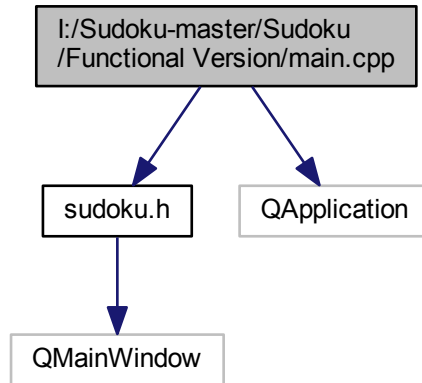 I:/Sudoku-master/Sudoku
/Functional Version/main.cpp
sudoku.h
QApplication
QMainWindow